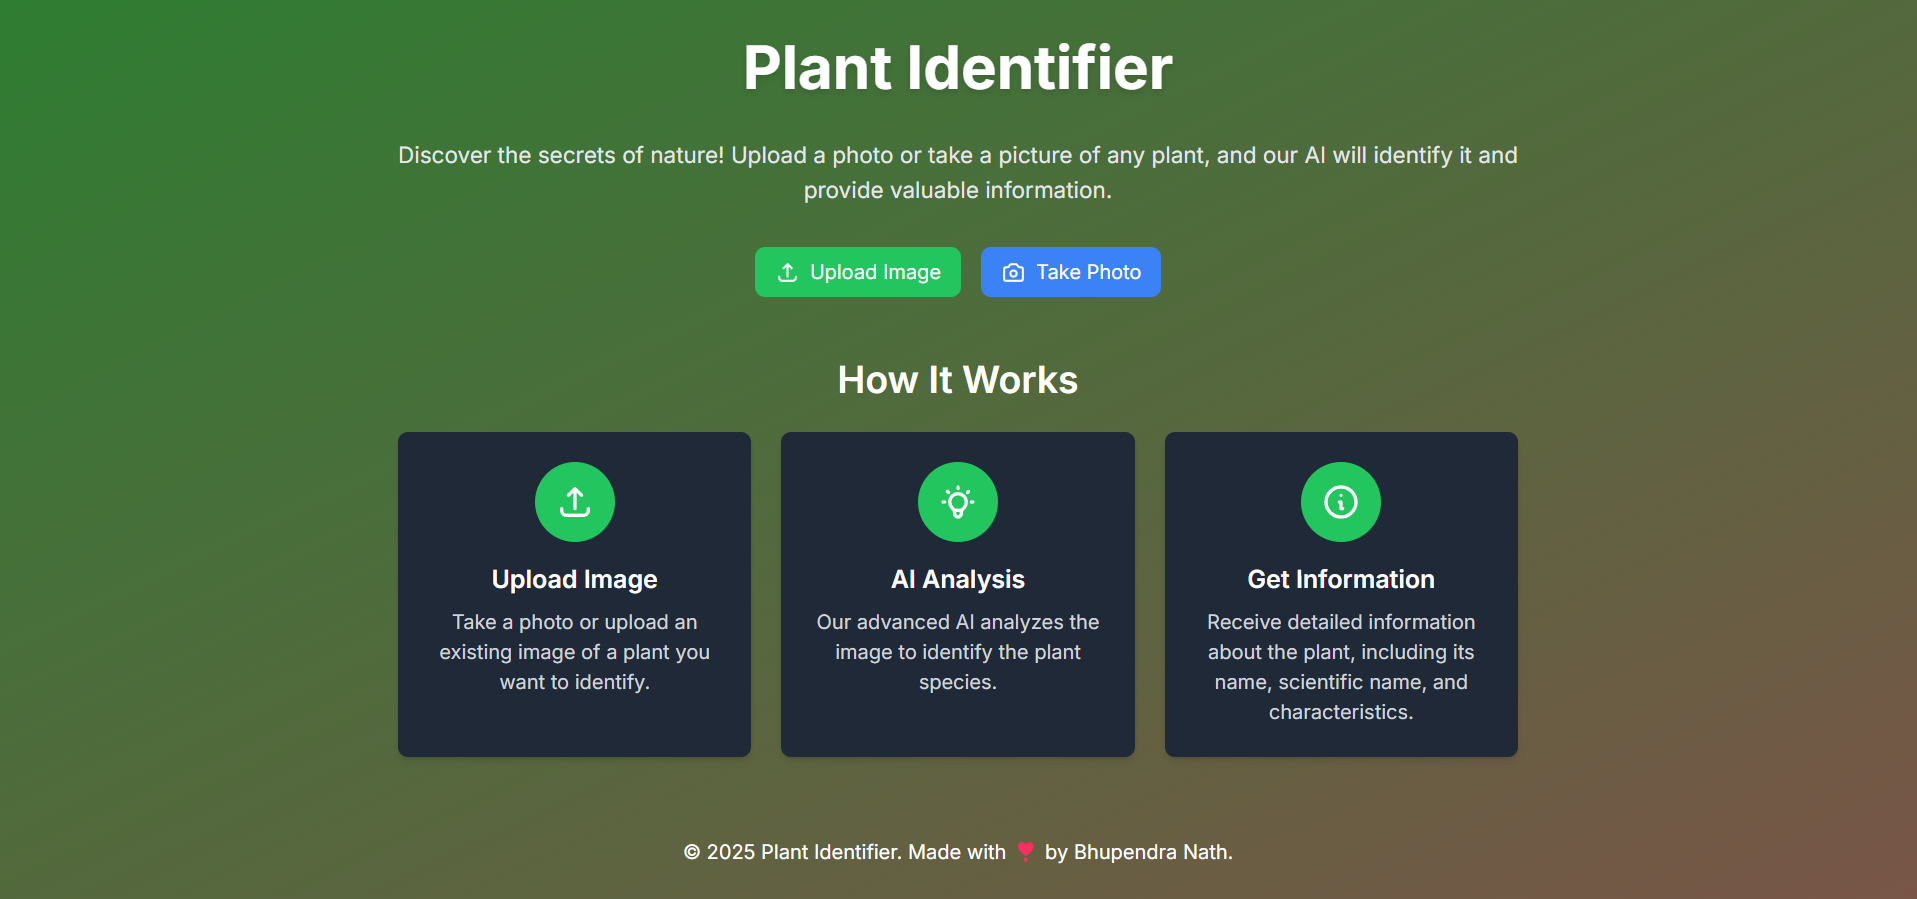 Plant Identifier
Discover the secrets of nature! Upload a photo or take a picture of any plant, and our AI will identify it and
provide valuable information.
Upload Image
Take Photo
How It Works
Upload Image
Take a photo or upload an
existing image of a plant you
want to identify.
AI Analysis
Our advanced AI analyzes the
image to identify the plant
species.
Get Information
Receive detailed information
about the plant, including its
name, scientific name, and
characteristics.
© 2025 Plant Identifier. Made with ❣ by Bhupendra Nath.